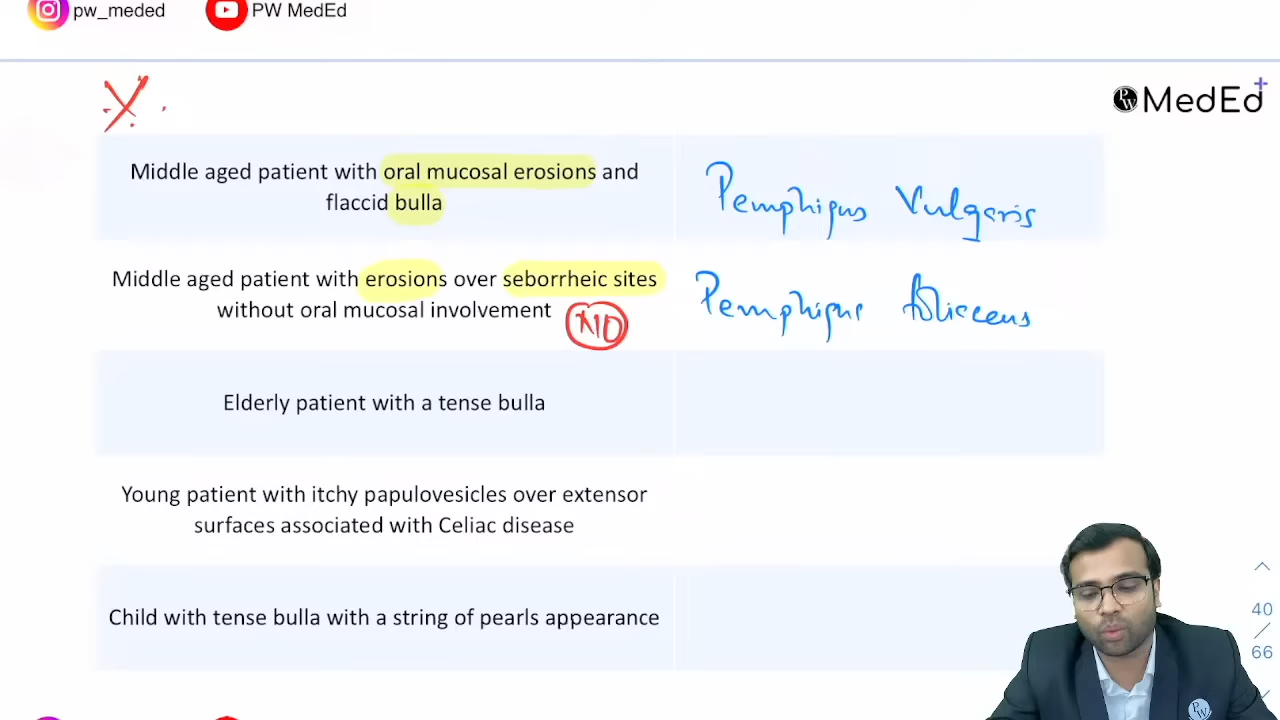 pw_meded PW MedEd
PW MedEd
Middle aged patient with oral mucosal erosions and
flaccid bulla
Pemphigus Vulgaris
Middle aged patient with erosions over seborrheic sites
without oral mucosal involvement
NO
Pemphigus foliaceus
Elderly patient with a tense bulla
Young patient with itchy papulovesicles over extensor
surfaces associated with Celiac disease
Child with tense bulla with a string of pearls appearance
40
/
66